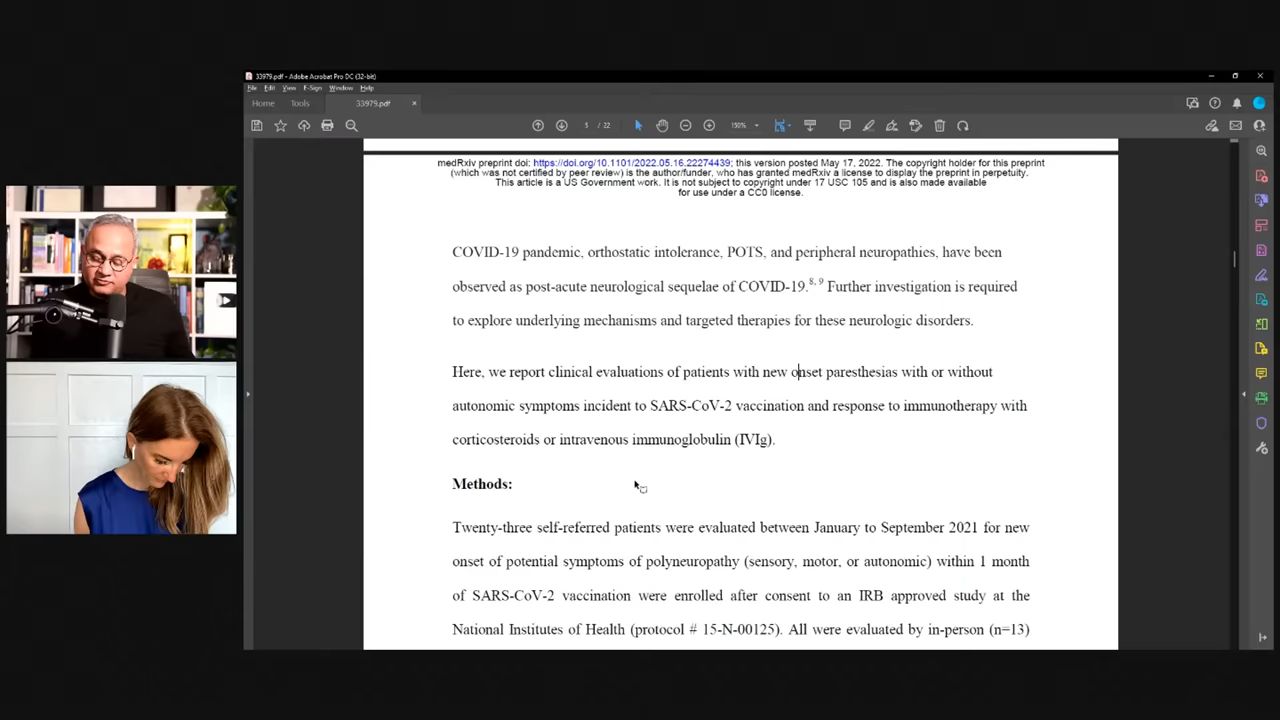 33979.pdf - Adobe Acrobat Pro DC (32-bit)
File Edit View E-Sign Window Help
Home Tools 33979.pdf ×
5 / 22 150%
medRxiv preprint doi: https://doi.org/10.1101/2022.05.16.22274439; this version posted May 17, 2022. The copyright holder for this preprint
(which was not certified by peer review) is the author/funder, who has granted medRxiv a license to display the preprint in perpetuity.
This article is a US Government work. It is not subject to copyright under 17 USC 105 and is also made available
for use under a CC0 license.
COVID-19 pandemic, orthostatic intolerance, POTS, and peripheral neuropathies, have been
observed as post-acute neurological sequelae of COVID-19.8, 9 Further investigation is required
to explore underlying mechanisms and targeted therapies for these neurologic disorders.
Here, we report clinical evaluations of patients with new onset paresthesias with or without
autonomic symptoms incident to SARS-CoV-2 vaccination and response to immunotherapy with
corticosteroids or intravenous immunoglobulin (IVIg).
Methods:
Twenty-three self-referred patients were evaluated between January to September 2021 for new
onset of potential symptoms of polyneuropathy (sensory, motor, or autonomic) within 1 month
of SARS-CoV-2 vaccination were enrolled after consent to an IRB approved study at the
National Institutes of Health (protocol # 15-N-00125). All were evaluated by in-person (n=13)